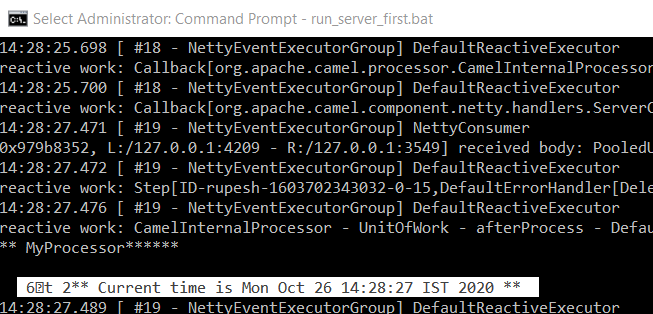 Select Administrator: Command Prompt - run_server_first.bat
14:28:25.698 [ #18 - NettyEventExecutorGroup] DefaultReactiveExecutor
reactive work: Callback[org.apache.camel.processor.CamelInternalProcessor
14:28:25.700 [ #18 - NettyEventExecutorGroup] DefaultReactiveExecutor
reactive work: Callback[org.apache.camel.component.netty.handlers.ServerC
14:28:27.471 [ #19 - NettyEventExecutorGroup] NettyConsumer
0x979b8352, L:/127.0.0.1:4209 - R:/127.0.0.1:3549] received body: PooledU
14:28:27.472 [ #19 - NettyEventExecutorGroup] DefaultReactiveExecutor
reactive work: Step[ID-rupesh-1603702343032-0-15,DefaultErrorHandler[Dele
14:28:27.476 [ #19 - NettyEventExecutorGroup] DefaultReactiveExecutor
reactive work: CamelInternalProcessor - UnitOfWork - afterProcess - Defau
** MyProcessor******
6t 2** Current time is Mon Oct 26 14:28:27 IST 2020 **
14:28:27.489 [ #19 - NettyEventExecutorGroup] DefaultReactiveExecutor